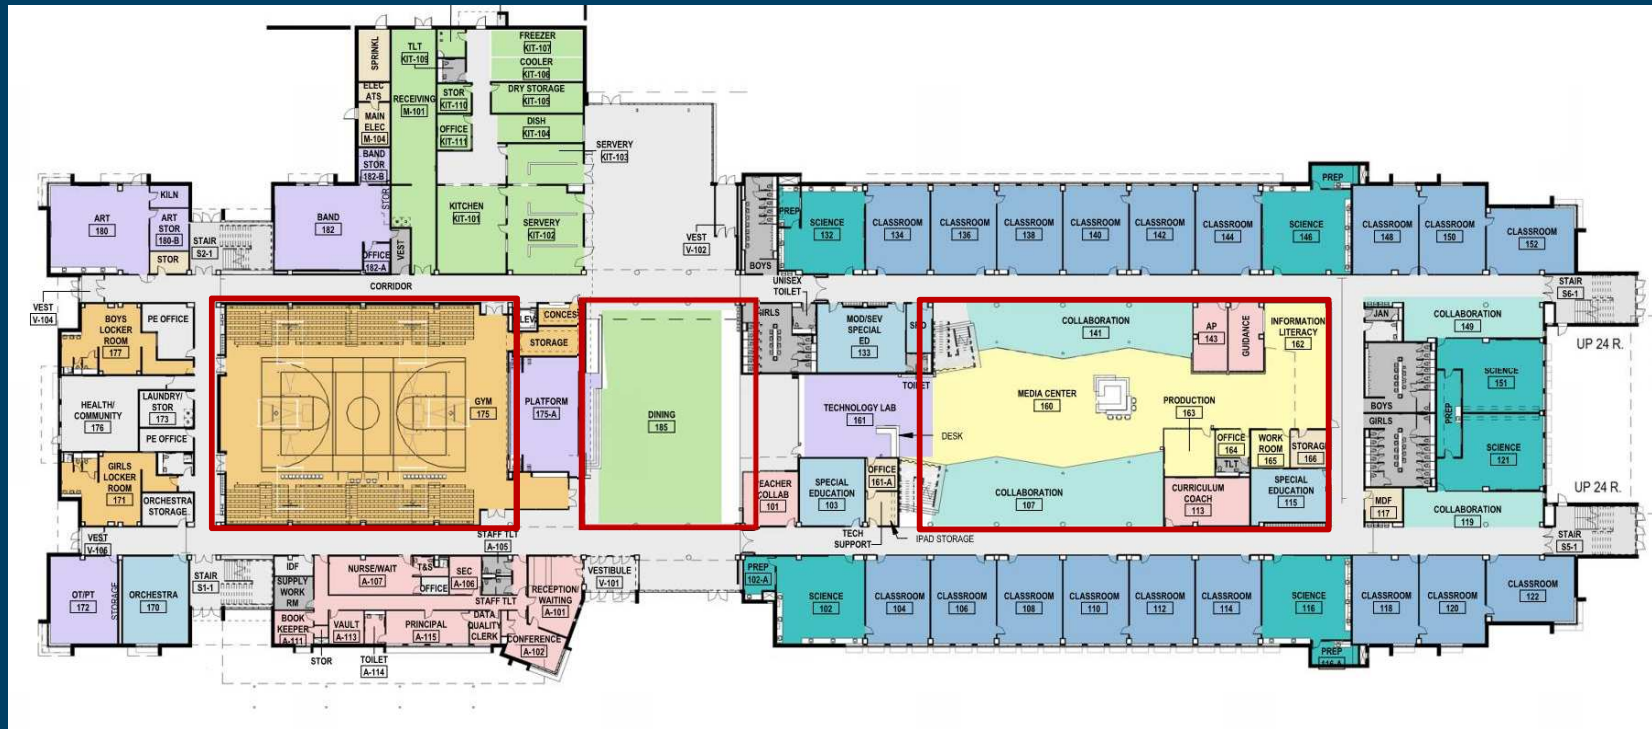 SPRINKL
TLT
KIT-109
FREEZER
KIT-107
COOLER
KIT-106
ELEC
ATS
RECEIVING
M-101
STOR
KIT-110
DRY STORAGE
KIT-105
MAIN
ELEC
M-104
OFFICE
KIT-111
DISH
KIT-104
SERVERY
KIT-103
BAND
STOR
182-B
STOR
KILN
ART
180
ART
STOR
180-B
STOR
STAIR
S2-1
BAND
182
OFFICE
182-A
VEST
KITCHEN
KIT-101
SERVERY
KIT-102
VEST
V-102
BOYS
PREP
SCIENCE
132
CLASSROOM
134
CLASSROOM
136
CLASSROOM
138
CLASSROOM
140
CLASSROOM
142
CLASSROOM
144
SCIENCE
146
PREP
CLASSROOM
148
CLASSROOM
150
CLASSROOM
152
UNISEX
TOILET
CORRIDOR
VEST
V-104
STAIR
S6-1
UP 24 R.
BOYS
LOCKER
ROOM
177
PE OFFICE
HEALTH/
COMMUNITY
176
LAUNDRY/
STOR
173
PE OFFICE
GIRLS
LOCKER
ROOM
171
ORCHESTRA
STORAGE
GYM
175
ELEV
CONCES
STORAGE
PLATFORM
175-A
DINING
185
GIRLS
MOD/SEV
SPECIAL
ED
133
SRO
TOILET
TECHNOLOGY LAB
161
DESK
TEACHER
COLLAB
101
SPECIAL
EDUCATION
103
OFFICE
161-A
TECH
SUPPORT
IPAD STORAGE
COLLABORATION
141
AP
143
GUIDANCE
INFORMATION
LITERACY
162
MEDIA CENTER
160
PRODUCTION
163
OFFICE
164
TLT
WORK
ROOM
165
STORAGE
166
COLLABORATION
107
CURRICULUM
COACH
113
SPECIAL
EDUCATION
115
JAN
COLLABORATION
149
BOYS
GIRLS
PREP
SCIENCE
151
SCIENCE
121
MDF
117
COLLABORATION
119
UP 24 R.
STAIR
S5-1
VEST
V-106
STAFF TLT
A-105
OT/PT
172
STORAGE
ORCHESTRA
170
STAIR
S1-1
IDF
SUPPLY
WORK
RM
NURSE/WAIT
A-107
T&S
OFFICE
SEC
A-106
STAFF TLT
RECEPTION/
WAITING
A-101
VESTIBULE
V-101
BOOK
KEEPER
A-111
VAULT
A-113
PRINCIPAL
A-115
DATA
QUALITY
CLERK
CONFERENCE
A-102
STOR
TOILET
A-114
PREP
102-A
SCIENCE
102
CLASSROOM
104
CLASSROOM
106
CLASSROOM
108
CLASSROOM
110
CLASSROOM
112
CLASSROOM
114
SCIENCE
116
PREP
116-A
CLASSROOM
118
CLASSROOM
120
CLASSROOM
122